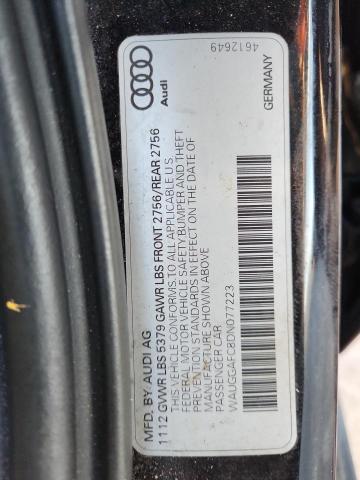 4612649
Audi
GERMANY
MFD. BY AUDI AG
1112 GVWR LBS 5379 GAWR LBS FRONT 2756/REAR 2756
THIS VEHICLE CONFORMS TO ALL APPLICABLE U.S.
FEDERAL MOTOR VEHICLE SAFETY BUMPER AND THEFT
PREVENTION STANDARDS IN EFFECT ON THE DATE OF
MANUFACTURE SHOWN ABOVE
PASSENGER CAR
WAUGGAFC8DN077223